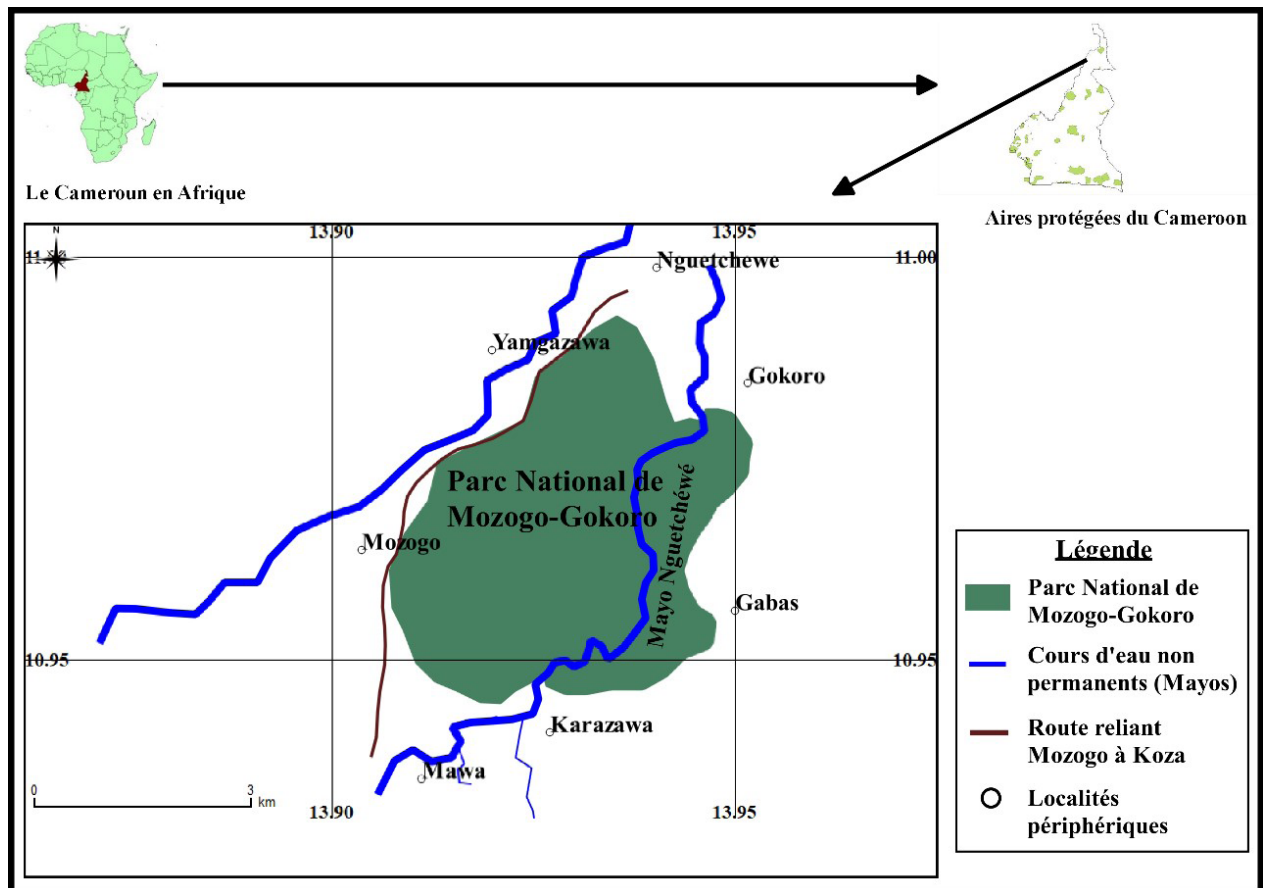 Le Cameroun en Afrique
Aires protégées du Cameroon
N
13.90
13.95
11.00
Nguetchewe
Yamgazawa
Gokoro
Parc National de
Mozogo-Gokoro
Mayo Nguetchéwé
Mozogo
Gabas
10.95
10.95
Karazawa
Mawa
0
3
km
13.90
13.95
Légende
Parc National de
Mozogo-Gokoro
Cours d'eau non
permanents (Mayos)
Route reliant
Mozogo à Koza
Localités
périphériques